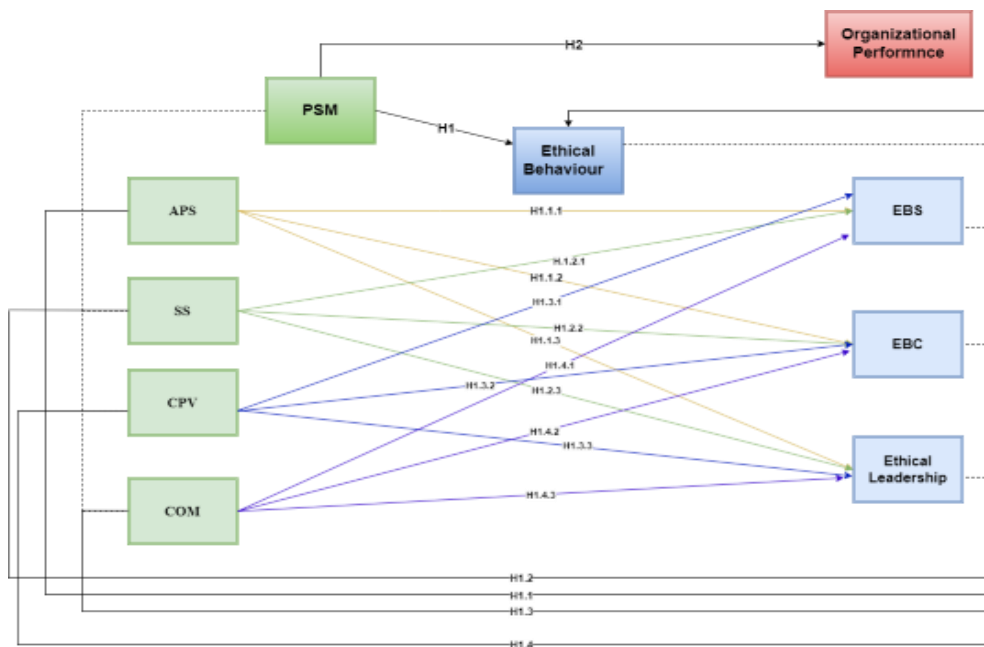 Organizational
Performnce
H2
PSM
H1
Ethical
Behaviour
APS
H1.1.1
EBS
H.1.2.1
H1.1.2
SS
H1.3.1
H1.2.2
H1.1.3
EBC
H1.4.1
H1.3.2
H1.2.3
CPV
H1.4.2
H1.3.3
Ethical
Leadership
H1.4.3
COM
H1.2
H1.1
H1.3
H1.4